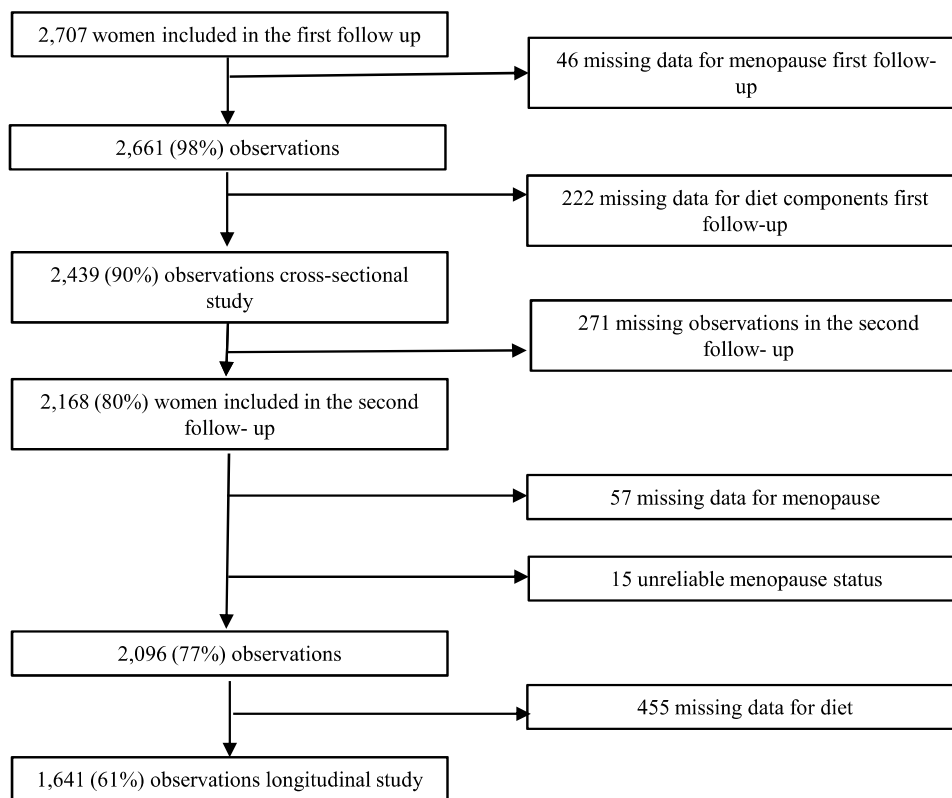 2,707 women included in the first follow up
46 missing data for menopause first follow-
up
2,661 (98%) observations
222 missing data for diet components first
follow-up
2,439 (90%) observations cross-sectional
study
271 missing observations in the second
follow- up
2,168 (80%) women included in the second
follow- up
57 missing data for menopause
15 unreliable menopause status
2,096 (77%) observations
455 missing data for diet
1,641 (61%) observations longitudinal study